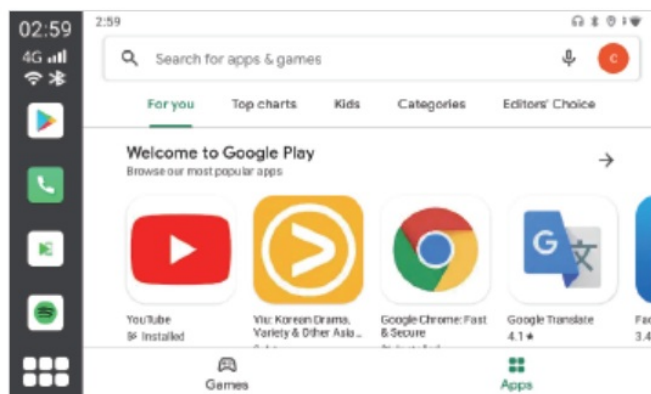 02:59
4G
2:59
Search for apps & games
C
For you Top charts Kids Categories Editors' Choice
Welcome to Google Play
Browse our most popular apps
G 文
YouTube
Installed
Viu: Korean Drama,
Variety & Other Asia...
Google Chrome: Fast
& Secure
Google Translate
4.1★
3.4
Games
Apps